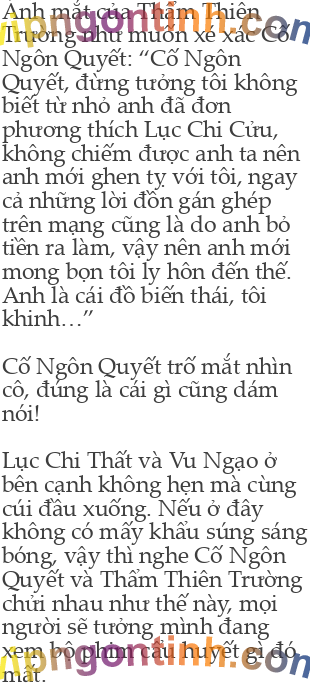 Ánh mắt của Thẩm Thiên
Trường như muốn xé xác Cố
Ngôn Quyết: “Cố Ngôn
Quyết, đừng tưởng tôi không
biết từ nhỏ anh đã đơn
phương thích Lục Chi Cửu,
không chiếm được anh ta nên
anh mới ghen tỵ với tôi, ngay
cả những lời đồn gán ghép
trên mạng cũng là do anh bỏ
tiền ra làm, vậy nên anh mới
mong bọn tôi ly hôn đến thế.
Anh là cái đồ biến thái, tôi
khinh…”
Cố Ngôn Quyết trố mắt nhìn
cô, đúng là cái gì cũng dám
nói!
Lục Chi Thất và Vu Ngạo ở
bên cạnh không hẹn mà cùng
cúi đầu xuống. Nếu ở đây
không có mấy khẩu súng sáng
bóng, vậy thì nghe Cố Ngôn
Quyết và Thẩm Thiên Trường
chửi nhau như thế này, mọi
người sẽ tưởng mình đang
xem bộ phim cẩu huyết gì đó
mất.
mpngontinh.com
mpngontinh.com